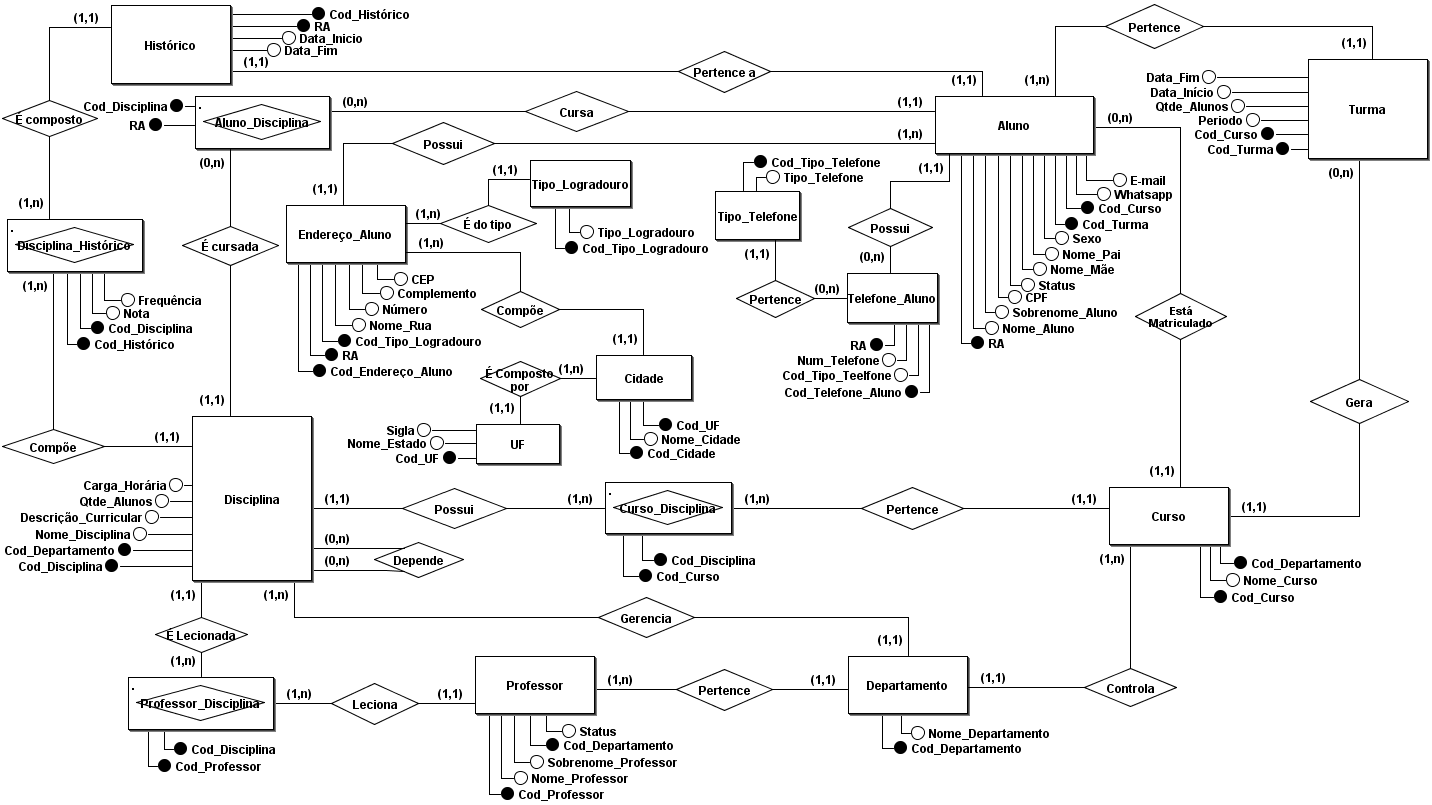 (1,1)
Histórico
Cod_Histórico
RA
Data_Inicio
Data_Fim
(1,1)
Pertence a
(1,1)
Pertence
(1,n)
(1,1)
Turma
Data_Fim
Data_Início
Qtde_Alunos
Periodo
Cod_Curso
Cod_Turma
(0,n)
É composto
(1,n)
Cod_Disciplina
RA
Aluno_Disciplina
(0,n)
(0,n)
Cursa
(1,1)
Aluno
(0,n)
Possui
(1,n)
(1,1)
(1,1)
E-mail
Whatsapp
Cod_Curso
Cod_Turma
Sexo
Nome_Pai
Nome_Mãe
Status
CPF
Sobrenome_Aluno
Nome_Aluno
RA
Disciplina_Histórico
(1,n)
Frequência
Nota
Cod_Disciplina
Cod_Histórico
É cursada
(1,1)
Endereço_Aluno
(1,n)
(1,n)
É do tipo
(1,1)
Tipo_Logradouro
Tipo_Logradouro
Cod_Tipo_Logradouro
CEP
Complemento
Número
Nome_Rua
Cod_Tipo_Logradouro
RA
Cod_Endereço_Aluno
Compõe
(1,1)
Cod_Tipo_Telefone
Tipo_Telefone
Tipo_Telefone
(1,1)
Pertence
(0,n)
Possui
(0,n)
Telefone_Aluno
RA
Num_Telefone
Cod_Tipo_Teelfone
Cod_Telefone_Aluno
Está
Matriculado
(1,1)
Gera
(1,1)
É Composto
por
(1,n)
(1,1)
Cidade
Cod_UF
Nome_Cidade
Cod_Cidade
Sigla
Nome_Estado
Cod_UF
UF
Compõe
(1,1)
Disciplina
Carga_Horária
Qtde_Alunos
Descrição_Curricular
Nome_Disciplina
Cod_Departamento
Cod_Disciplina
(1,1)
Possui
(1,n)
Curso_Disciplina
(1,n)
Pertence
(1,1)
Curso
Cod_Disciplina
Cod_Curso
(0,n)
(0,n)
Depende
(1,n)
Cod_Departamento
Nome_Curso
Cod_Curso
(1,1)
(1,n)
Gerencia
(1,1)
É Lecionada
(1,n)
Professor_Disciplina
(1,n)
Leciona
(1,1)
Professor
(1,n)
Pertence
(1,1)
Departamento
(1,1)
Controla
Cod_Disciplina
Cod_Professor
Status
Cod_Departamento
Sobrenome_Professor
Nome_Professor
Cod_Professor
Nome_Departamento
Cod_Departamento